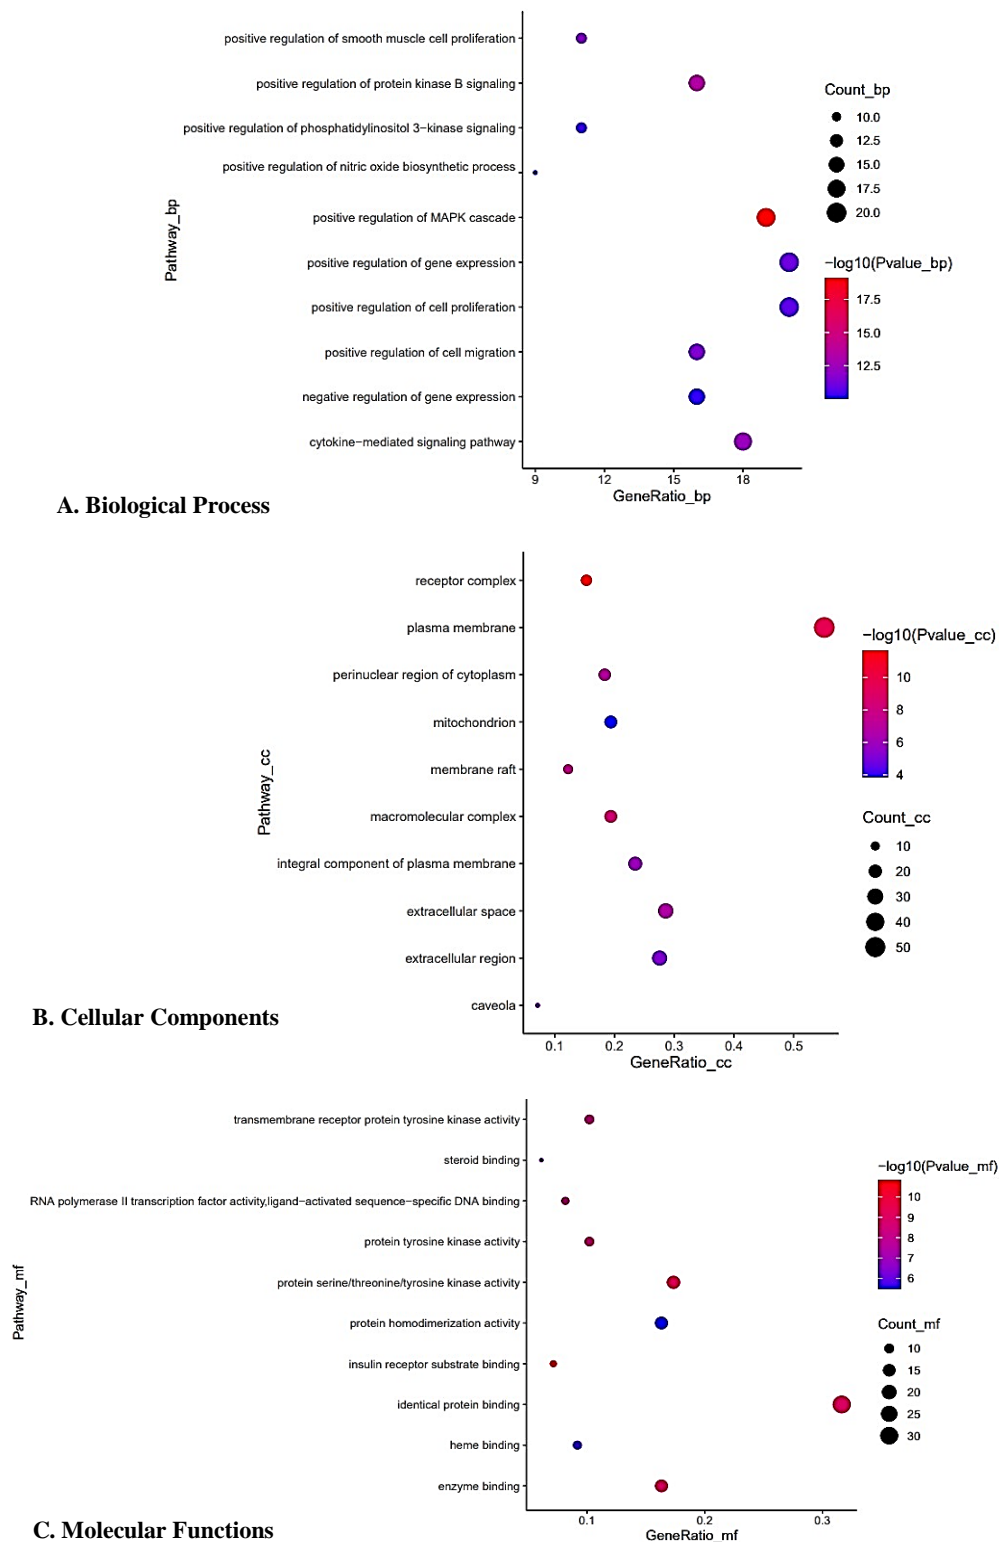 positive regulation of smooth muscle cell proliferation
positive regulation of protein kinase B signaling
positive regulation of phosphatidylinositol 3−kinase signaling
positive regulation of nitric oxide biosynthetic process
positive regulation of MAPK cascade
positive regulation of gene expression
positive regulation of cell proliferation
positive regulation of cell migration
negative regulation of gene expression
cytokine−mediated signaling pathway
Pathway_bp
9 12 15 18
GeneRatio_bp
Count_bp
10.0
12.5
15.0
17.5
20.0
−log10(Pvalue_bp)
17.5
15.0
12.5
A. Biological Process
receptor complex
plasma membrane
perinuclear region of cytoplasm
mitochondrion
membrane raft
macromolecular complex
integral component of plasma membrane
extracellular space
extracellular region
caveola
Pathway_cc
0.1 0.2 0.3 0.4 0.5
GeneRatio_cc
−log10(Pvalue_cc)
10
8
6
4
Count_cc
10
20
30
40
50
B. Cellular Components
transmembrane receptor protein tyrosine kinase activity
steroid binding
RNA polymerase II transcription factor activity,ligand−activated sequence−specific DNA binding
protein tyrosine kinase activity
protein serine/threonine/tyrosine kinase activity
protein homodimerization activity
insulin receptor substrate binding
identical protein binding
heme binding
enzyme binding
Pathway_mf
0.1 0.2 0.3
GeneRatio_mf
−log10(Pvalue_mf)
10
9
8
7
6
Count_mf
10
15
20
25
30
C. Molecular Functions